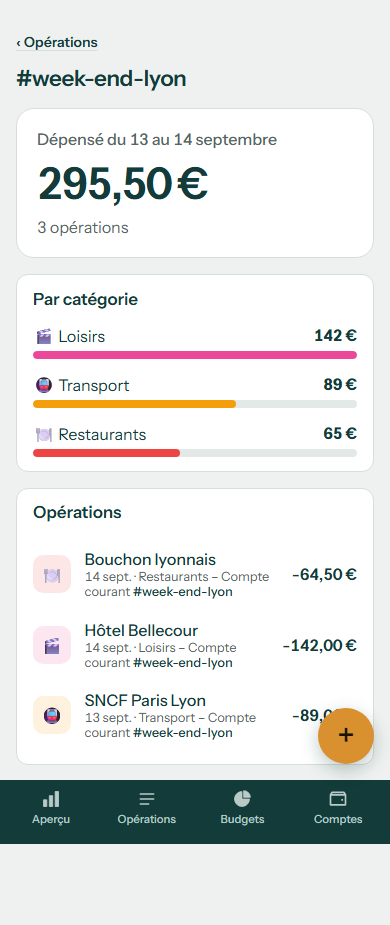 ‹ Opérations
#week-end-lyon
Dépensé du 13 au 14 septembre
295,50 €
3 opérations
Par catégorie
Loisirs 142 €
Transport 89 €
Restaurants 65 €
Opérations
Bouchon lyonnais
14 sept. · Restaurants – Compte
courant #week-end-lyon
-64,50 €
Hôtel Bellecour
14 sept. · Loisirs – Compte
courant #week-end-lyon
-142,00 €
SNCF Paris Lyon
13 sept. · Transport – Compte
courant #week-end-lyon
+
Aperçu Opérations Budgets Comptes